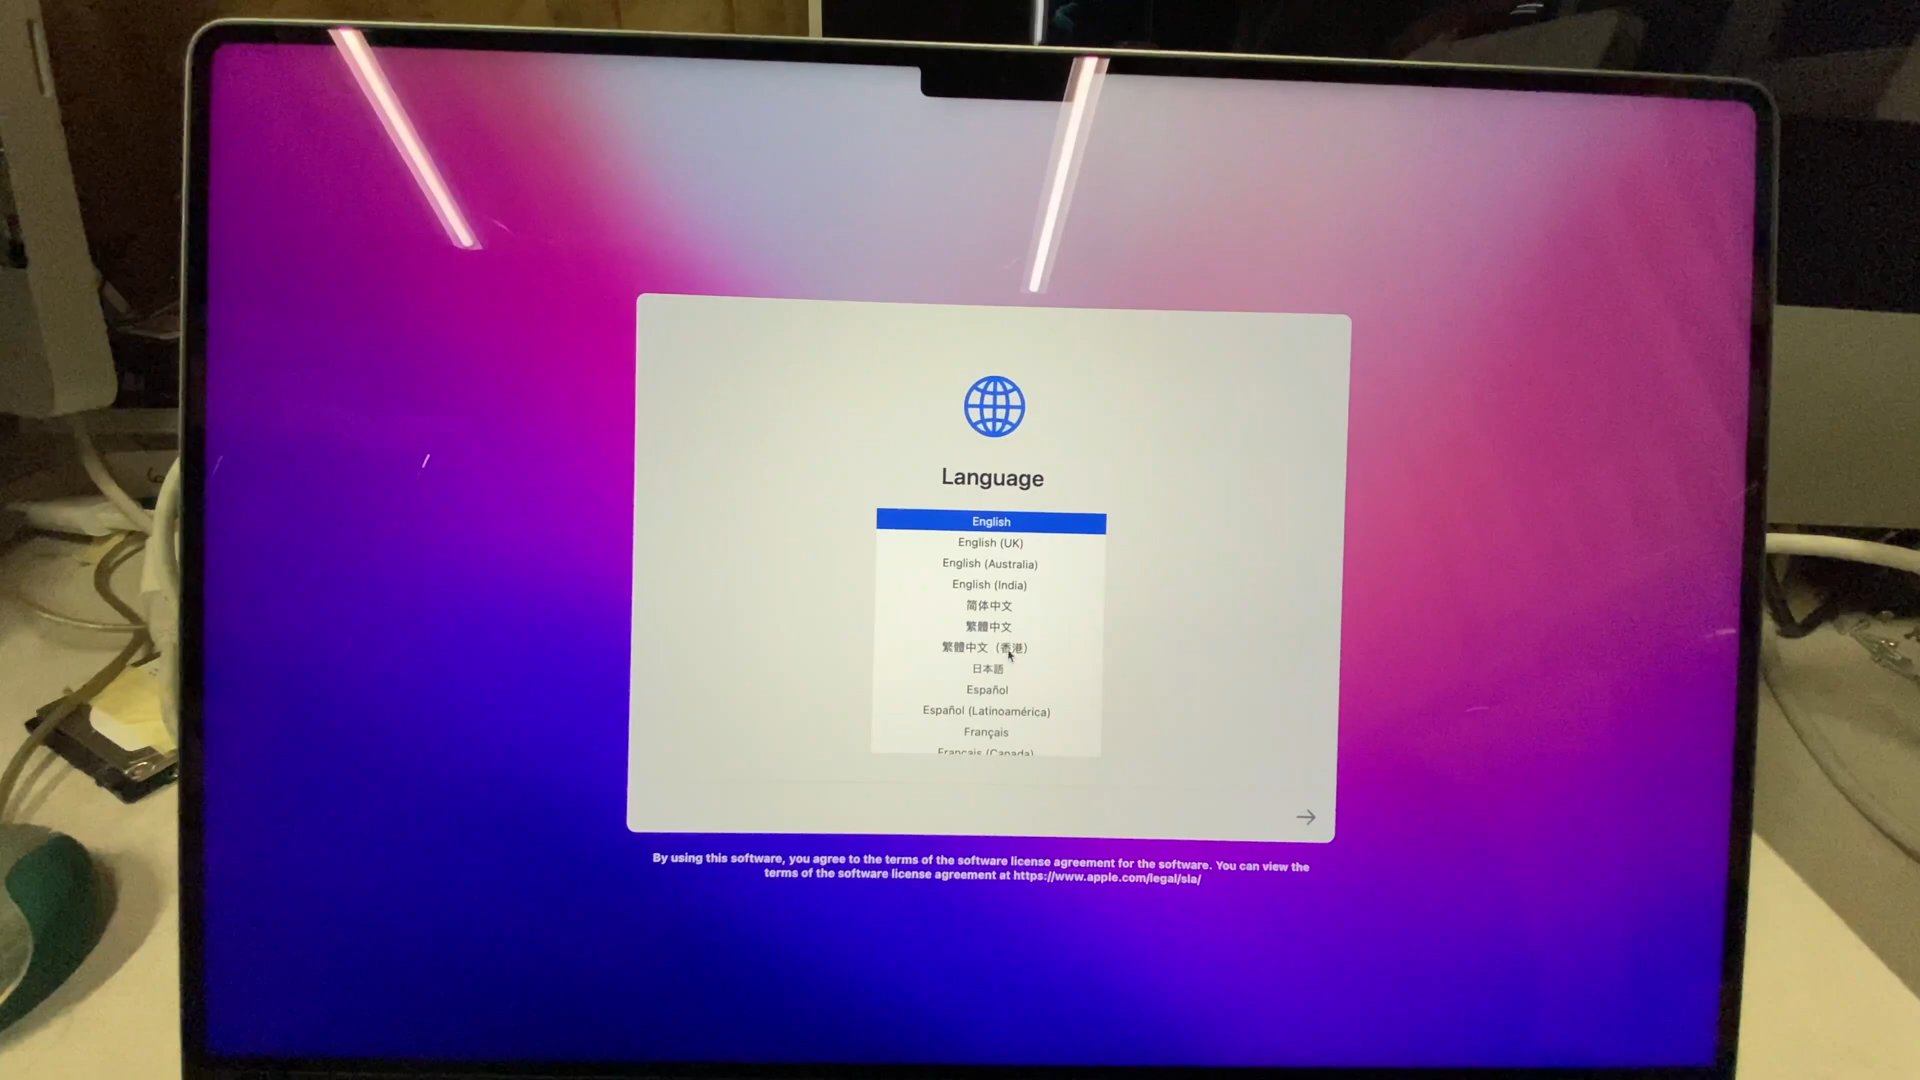 Language
English
English (UK)
English (Australia)
English (India)
简体中文
繁體中文
繁體中文（香港）
日本語
Español
Español (Latinoamérica)
Français
Français (Canada)
By using this software, you agree to the terms of the software license agreement for the software. You can view the
terms of the software license agreement at https://www.apple.com/legal/sla/